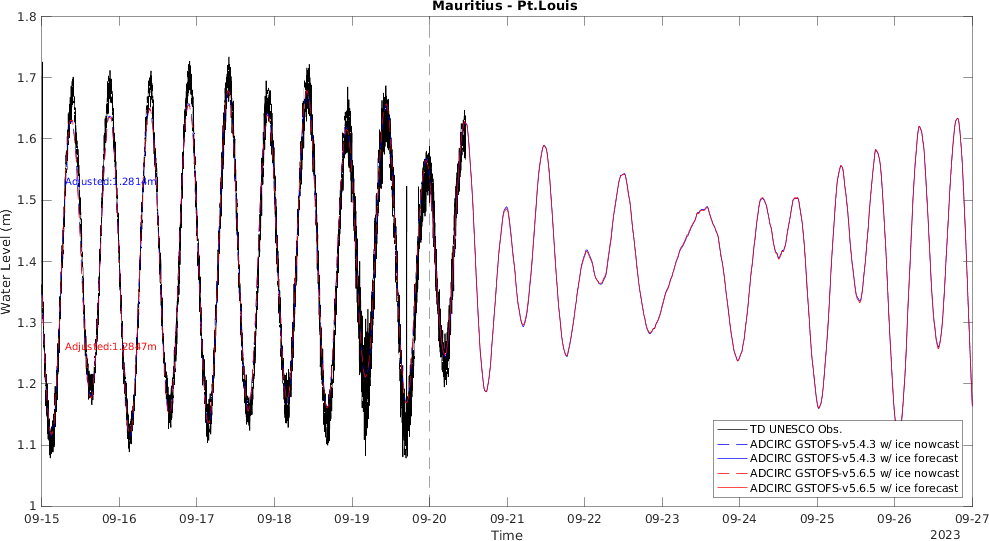 Mauritius - Pt.Louis
1.8
1.7
1.6
1.5
1.4
1.3
1.2
1.1
1
Water Level (m)
Adjusted:1.2814m
Adjusted:1.2847m
TD UNESCO Obs.
ADCIRC GSTOFS-v5.4.3 w/ ice nowcast
ADCIRC GSTOFS-v5.4.3 w/ ice forecast
ADCIRC GSTOFS-v5.6.5 w/ ice nowcast
ADCIRC GSTOFS-v5.6.5 w/ ice forecast
09-15 09-16 09-17 09-18 09-19 09-20 09-21 09-22 09-23 09-24 09-25 09-26 09-27
Time
2023